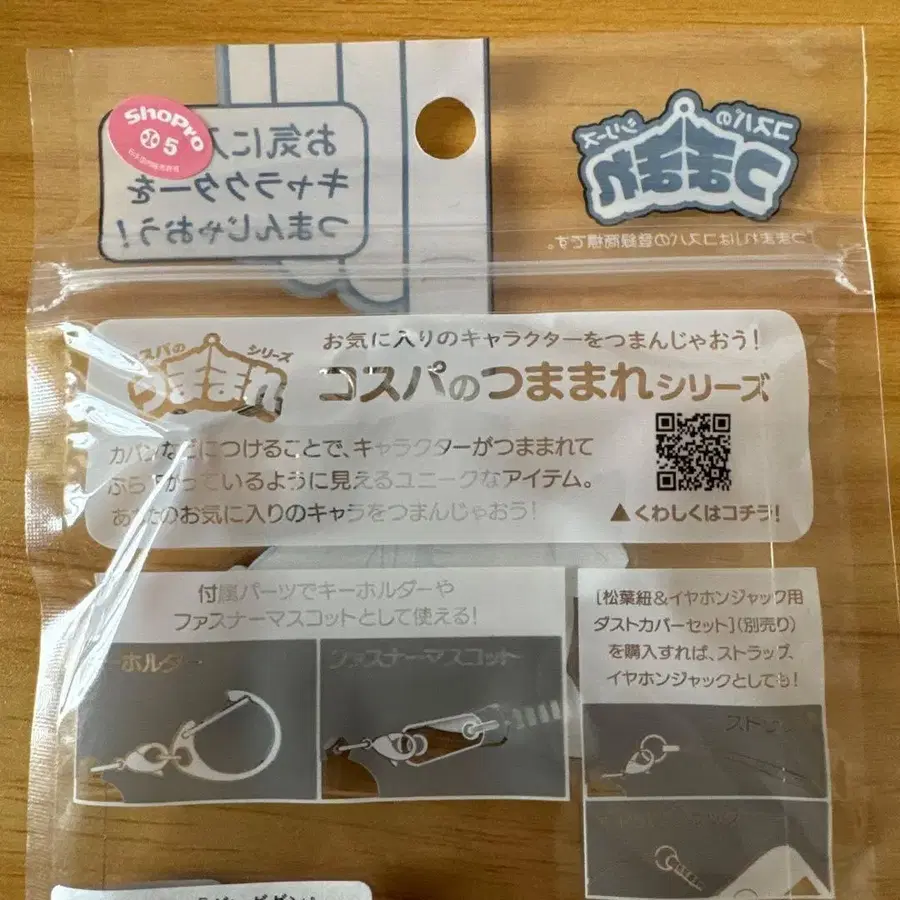 ShoPro
5
お気に入
キャラクターを
つまんじゃおう!
コスパの
つままれ
シリーズ
「つままれ」はコスパの登録商標です。
お気に入りのキャラクターをつまんじゃおう!
コスパのつままれシリーズ
スパの
つままれ
シリーズ
カバンなどにつけることで、キャラクターがつままれて
ぶら下がっているように見えるユニークなアイテム。
あなたのお気に入りのキャラをつまんじゃおう!
▲くわしくはコチラ!
付属パーツでキーホルダーや
ファスナーマスコットとして使える!
ーホルダー
ファスナーマスコット
[松葉紐&イヤホンジャック用
ダストカバーセット](別売り)
を購入すれば、ストラップ、
イヤホンジャックとしても!
スト